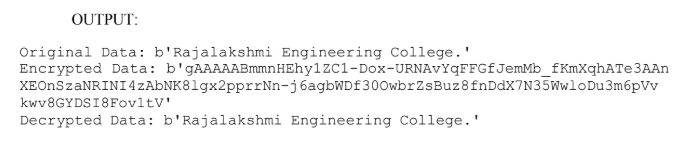 OUTPUT:
Original Data: b'Rajalakshmi Engineering College.'
Encrypted Data: b'gAAAAABmmnHEhy1ZC1-Dox-URNAvYqFFGfJemMb_fKmXqhATe3AAn
XEOnSzaNRINI4zAbNK8lgx2pprrNn-j6agbWDf30OwbrZsBuz8fnDdX7N35WwloDu3m6pVv
kwv8GYDSI8Fov1tV'
Decrypted Data: b'Rajalakshmi Engineering College.'